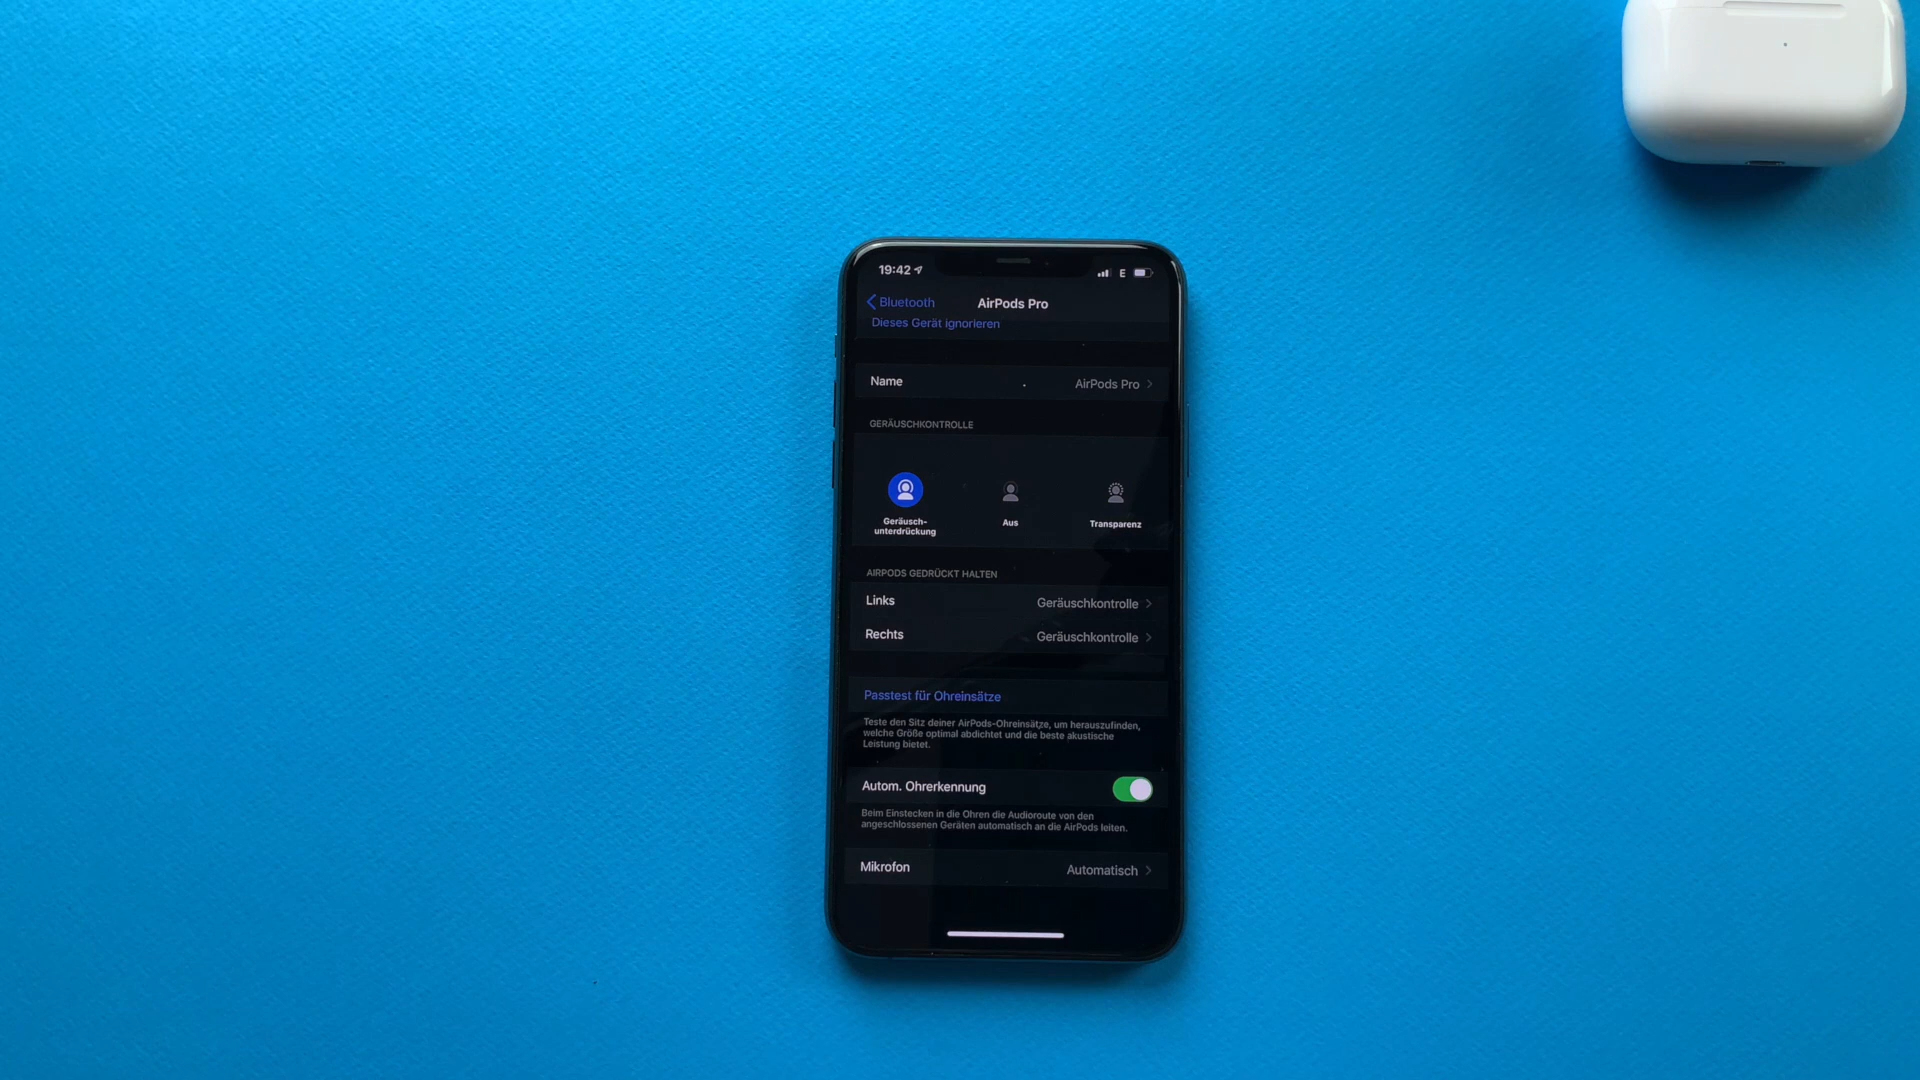 19:42 E
Bluetooth AirPods Pro
Dieses Gerät ignorieren
Name AirPods Pro
GERÄUSCHKONTROLLE
Geräusch-
unterdrückung Aus Transparenz
AIRPODS GEDRÜCKT HALTEN
Links Geräuschkontrolle
Rechts Geräuschkontrolle
Passtest für Ohreinsätze
Teste den Sitz deiner AirPods-Ohreinsätze, um herauszufinden,
welche Größe optimal abdichtet und die beste akustische
Leistung bietet.
Autom. Ohrerkennung
Beim Einstecken in die Ohren die Audioroute von den
angeschlossenen Geräten automatisch an die AirPods leiten.
Mikrofon Automatisch